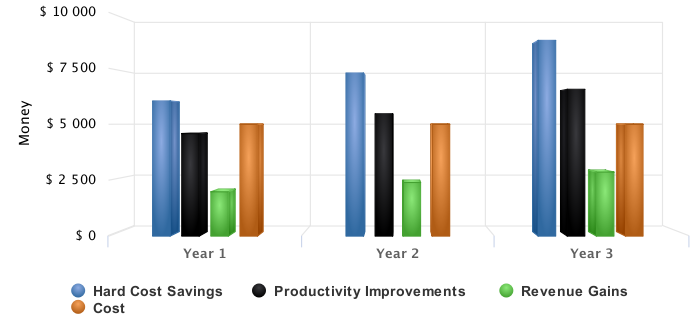 $ 10 000
$ 7 500
$ 5 000
$ 2 500
$ 0
Money
Year 1
Year 2
Year 3
Hard Cost Savings
Productivity Improvements
Revenue Gains
Cost